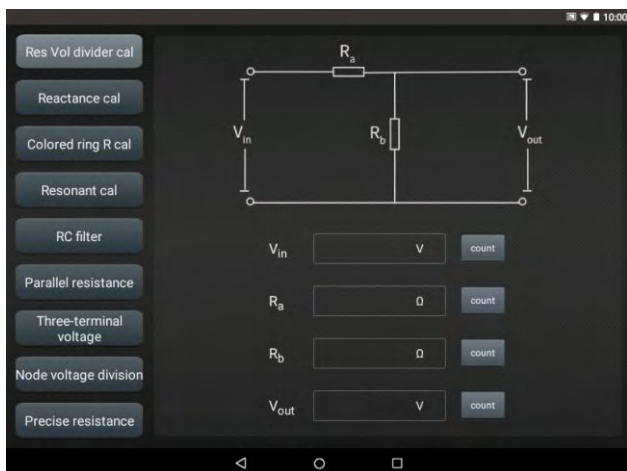 10:00
Res Vol divider cal
Reactance cal
Colored ring R cal
Resonant cal
RC filter
Parallel resistance
Three-terminal
voltage
Node voltage division
Precise resistance
Ra
Vin
Rb
Vout
Vin V count
Ra Ω count
Rb Ω count
Vout V count